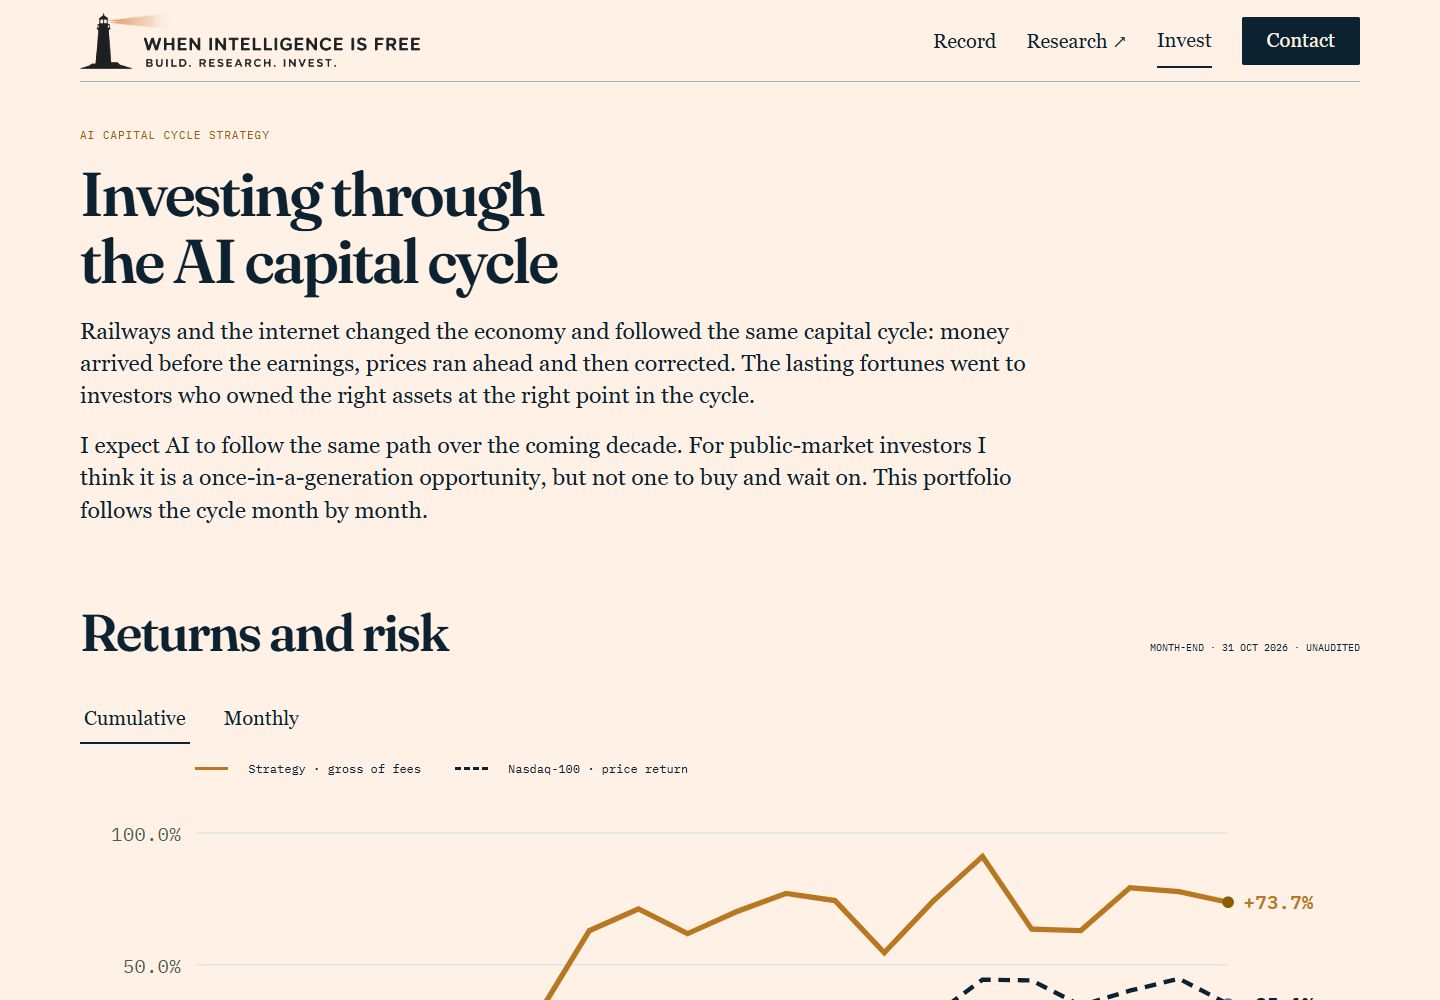 WHEN INTELLIGENCE IS FREE
BUILD. RESEARCH. INVEST.
Record
Research ↗
Invest
Contact
AI CAPITAL CYCLE STRATEGY
Investing through
the AI capital cycle
Railways and the internet changed the economy and followed the same capital cycle: money
arrived before the earnings, prices ran ahead and then corrected. The lasting fortunes went to
investors who owned the right assets at the right point in the cycle.
I expect AI to follow the same path over the coming decade. For public-market investors I
think it is a once-in-a-generation opportunity, but not one to buy and wait on. This portfolio
follows the cycle month by month.
Returns and risk
MONTH-END · 31 OCT 2026 · UNAUDITED
Cumulative
Monthly
Strategy · gross of fees
Nasdaq-100 · price return
100.0%
+73.7%
50.0%